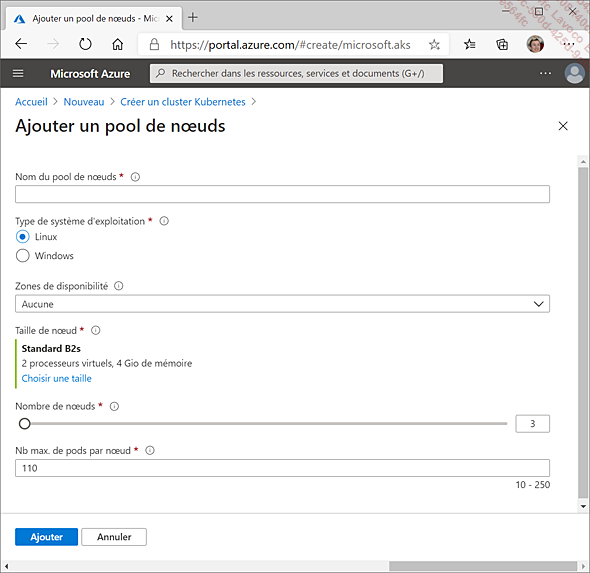 Ajouter un pool de nœuds - Micr
https://portal.azure.com/#create/microsoft.aks
Microsoft Azure
Rechercher dans les ressources, services et documents (G+/)
Accueil > Nouveau > Créer un cluster Kubernetes >
Ajouter un pool de nœuds
Nom du pool de nœuds *
Type de système d'exploitation *
Linux
Windows
Zones de disponibilité
Aucune
Taille de nœud *
Standard B2s
2 processeurs virtuels, 4 Gio de mémoire
Choisir une taille
Nombre de nœuds *
3
Nb max. de pods par nœud *
110
10 - 250
Ajouter
Annuler